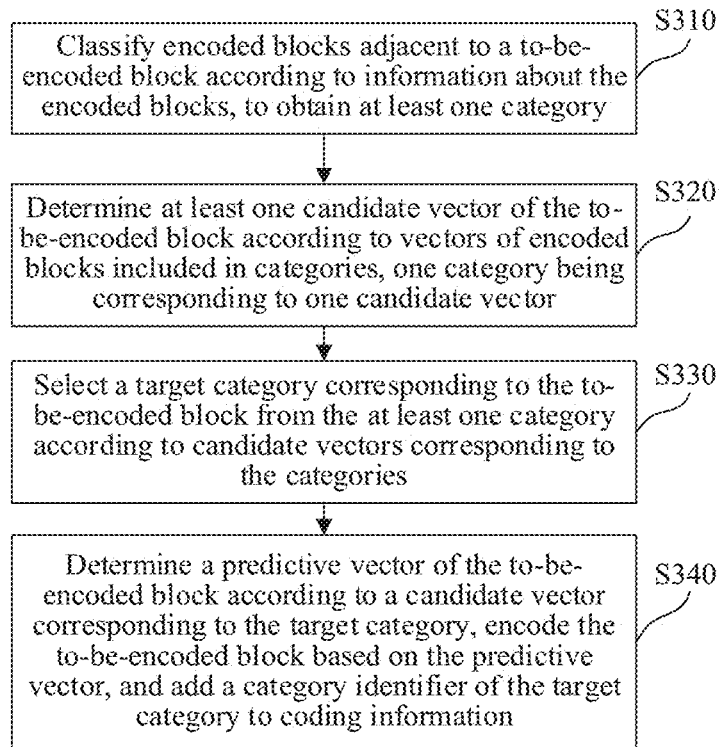 S310
Classify encoded blocks adjacent to a to-be-
encoded block according to information about the
encoded blocks, to obtain at least one category
S320
Determine at least one candidate vector of the to-
be-encoded block according to vectors of encoded
blocks included in categories, one category being
corresponding to one candidate vector
S330
Select a target category corresponding to the to-
be-encoded block from the at least one category
according to candidate vectors corresponding to
the categories
S340
Determine a predictive vector of the to-be-
encoded block according to a candidate vector
corresponding to the target category, encode the
to-be-encoded block based on the predictive
vector, and add a category identifier of the target
category to coding information